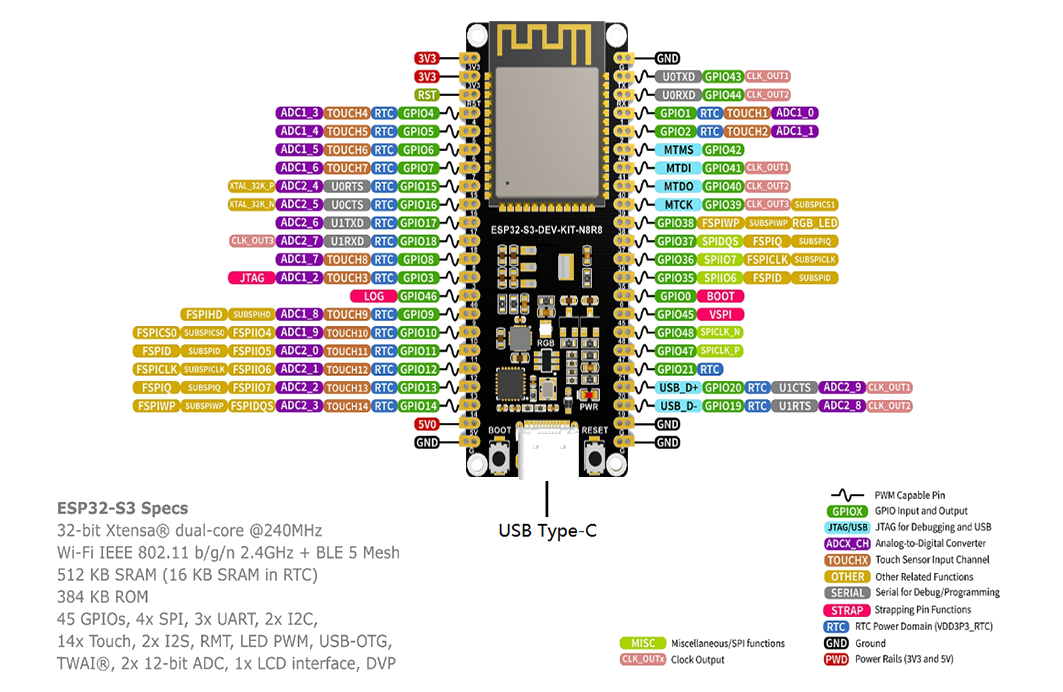 3V3 GND
3V3 U0TXD GPIO43 CLK_OUT1
RST U0RXD GPIO44 CLK_OUT2
ADC1_3 TOUCH4 RTC GPIO4 GPIO1 RTC TOUCH1 ADC1_0
ADC1_4 TOUCH5 RTC GPIO5 GPIO2 RTC TOUCH2 ADC1_1
ADC1_5 TOUCH6 RTC GPIO6 MTMS GPIO42
ADC1_6 TOUCH7 RTC GPIO7 MTDI GPIO41 CLK_OUT1
XTAL_32K_P ADC2_4 U0RTS RTC GPIO15 MTDO GPIO40 CLK_OUT2
XTAL_32K_N ADC2_5 U0CTS RTC GPIO16 MTCK GPIO39 CLK_OUT3 SUBSPICS1
ADC2_6 U1TXD RTC GPIO17 GPIO38 FSPIWP SUBSPIWP RGB_LED
ESP32-S3-DEV-KIT-N8R8
CLK_OUT3 ADC2_7 U1RXD RTC GPIO18 GPIO37 SPIDQS FSPIQ SUBSPIQ
ADC1_7 TOUCH8 RTC GPIO8 GPIO36 SPIIO7 FSPICLK SUBSPICLK
JTAG ADC1_2 TOUCH3 RTC GPIO3 GPIO35 SPIIO6 FSPID SUBSPID
LOG GPIO46 GPIO0 BOOT
FSPIHD SUBSPIHD ADC1_8 TOUCH9 RTC GPIO9 GPIO45 VSPI
FSPICS0 SUBSPICS0 FSPIIO4 ADC1_9 TOUCH10 RTC GPIO10 GPIO48 SPICLK_N
RGB
FSPID SUBSPID FSPIIO5 ADC2_0 TOUCH11 RTC GPIO11 GPIO47 SPICLK_P
FSPICLK SUBSPICLK FSPIIO6 ADC2_1 TOUCH12 RTC GPIO12 GPIO21 RTC
FSPIQ SUBSPIQ FSPIIO7 ADC2_2 TOUCH13 RTC GPIO13 USB_D+ GPIO20 RTC U1CTS ADC2_9 CLK_OUT1
FSPIWP SUBSPIWP FSPIDQS ADC2_3 TOUCH14 RTC GPIO14 PWR USB_D- GPIO19 RTC U1RTS ADC2_8 CLK_OUT2
5V0 GND
BOOT RESET
GND GND
USB Type-C
ESP32-S3 Specs
32-bit Xtensa® dual-core @240MHz
Wi-Fi IEEE 802.11 b/g/n 2.4GHz + BLE 5 Mesh
512 KB SRAM (16 KB SRAM in RTC)
384 KB ROM
45 GPIOs, 4x SPI, 3x UART, 2x I2C,
14x Touch, 2x I2S, RMT, LED PWM, USB-OTG,
TWAI®, 2x 12-bit ADC, 1x LCD interface, DVP
MISC Miscellaneous/SPI functions
CLK_OUTx Clock Output
PWM Capable Pin
GPIOX GPIO Input and Output
JTAG/USB JTAG for Debugging and USB
ADCX_CH Analog-to-Digital Converter
TOUCHX Touch Sensor Input Channel
OTHER Other Related Functions
SERIAL Serial for Debug/Programming
STRAP Strapping Pin Functions
RTC RTC Power Domain (VDD3P3_RTC)
GND Ground
PWD Power Rails (3V3 and 5V)